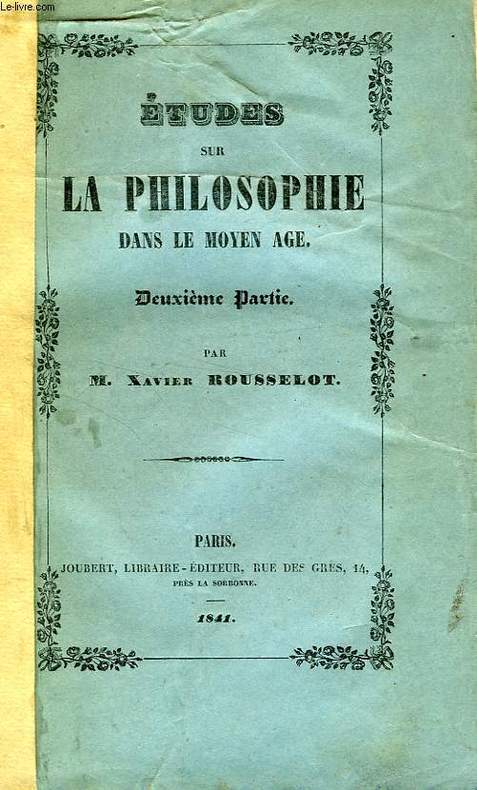 Le-livre.com
ÉTUDES
SUR
LA PHILOSOPHIE
DANS LE MOYEN AGE.
Deuxième Partie.
PAR
M. XAVIER ROUSSELOT.
PARIS.
JOUBERT, LIBRAIRE-ÉDITEUR, RUE DES GRÈS, 14,
PRÈS LA SORBONNE.
1841.